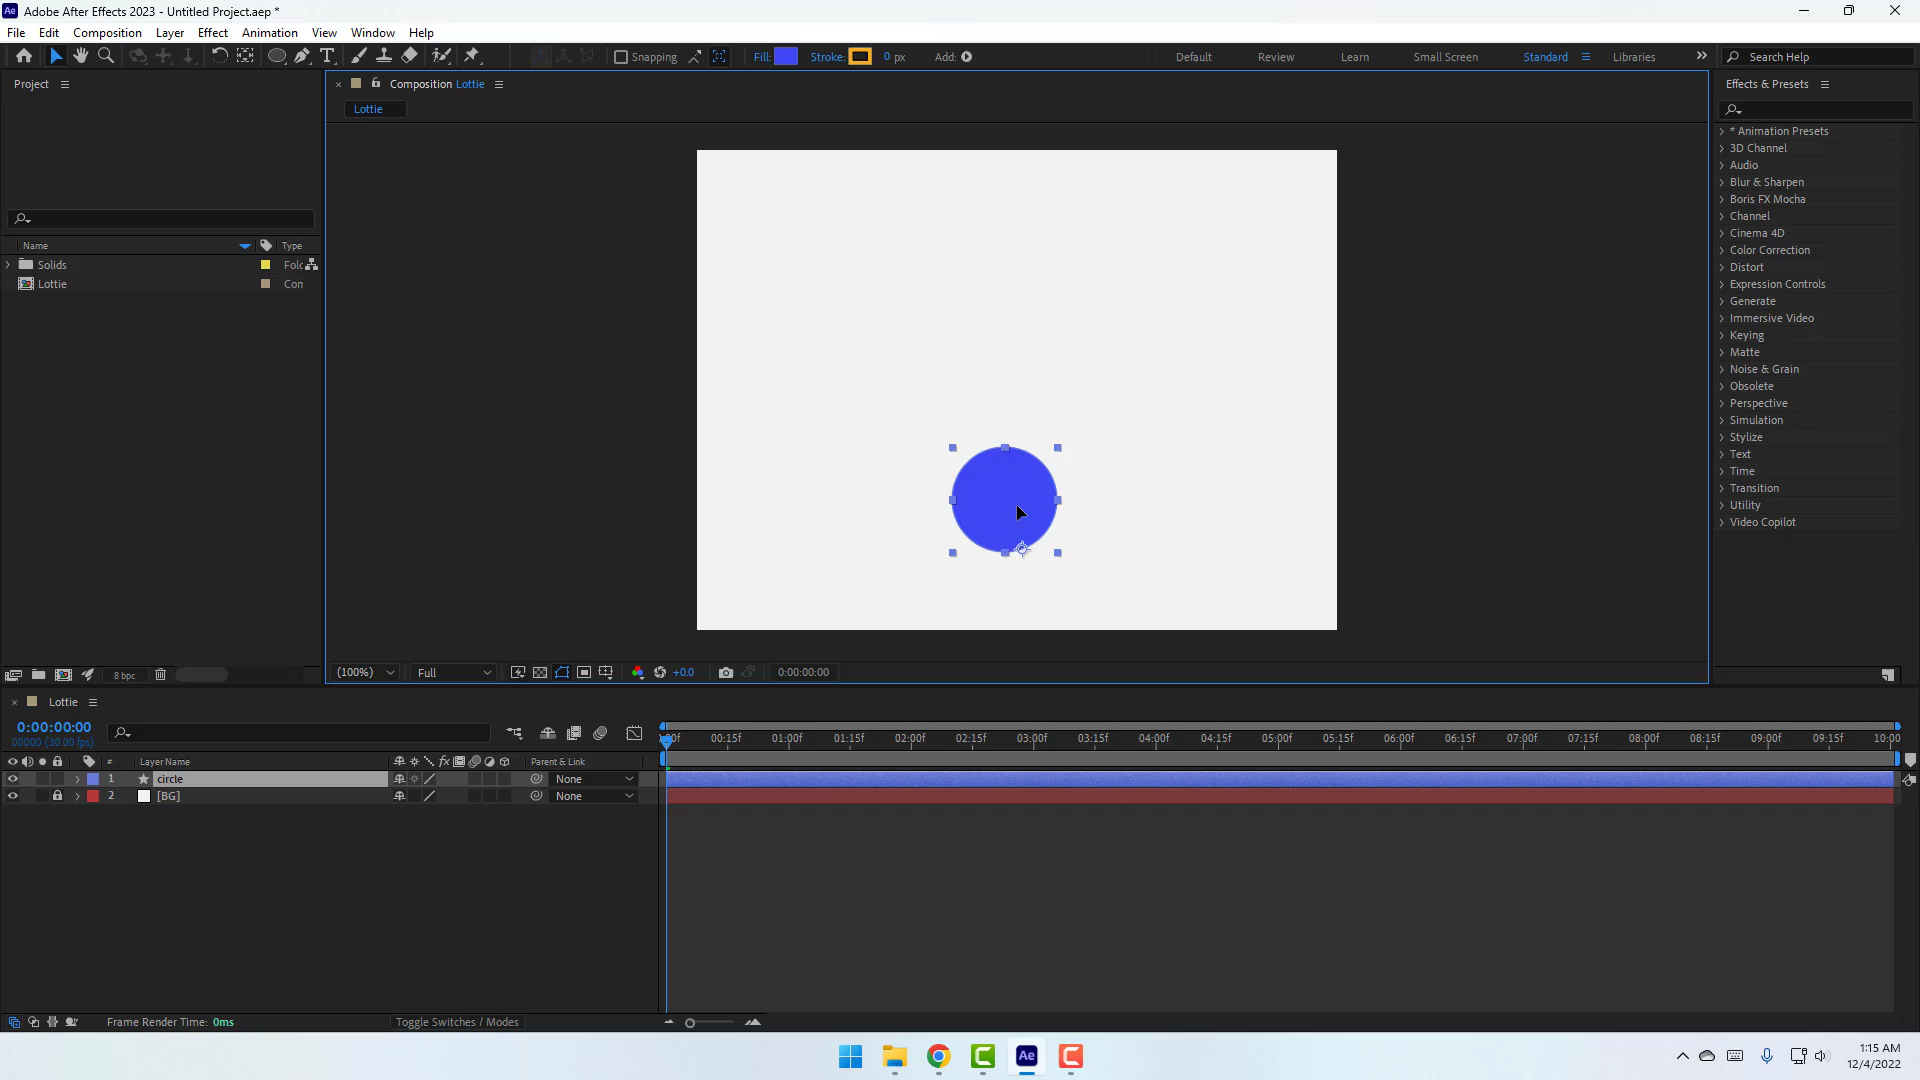 Adobe After Effects 2023 - Untitled Project.aep *
File Edit Composition Layer Effect Animation View Window Help
Snapping Fill: Stroke: 0 px Add: Default Review Learn Small Screen Standard Libraries Search Help
Project
Composition Lottie
Effects & Presets
Lottie
* Animation Presets
3D Channel
Audio
Blur & Sharpen
Boris FX Mocha
Channel
Cinema 4D
Color Correction
Distort
Expression Controls
Generate
Immersive Video
Keying
Matte
Noise & Grain
Obsolete
Perspective
Simulation
Stylize
Text
Time
Transition
Utility
Video Copilot
Name Type
Solids Folc
Lottie Con
8 bpc
(100%) Full +0.0 0:00:00:00
Lottie
0:00:00:00
00000 (30.00 fps)
:00f 00:15f 01:00f 01:15f 02:00f 02:15f 03:00f 03:15f 04:00f 04:15f 05:00f 05:15f 06:00f 06:15f 07:00f 07:15f 08:00f 08:15f 09:00f 09:15f 10:00
# Layer Name fx Parent & Link
1 circle None
2 [BG] None
Frame Render Time: 0ms Toggle Switches / Modes
Ae
1:15 AM
12/4/2022